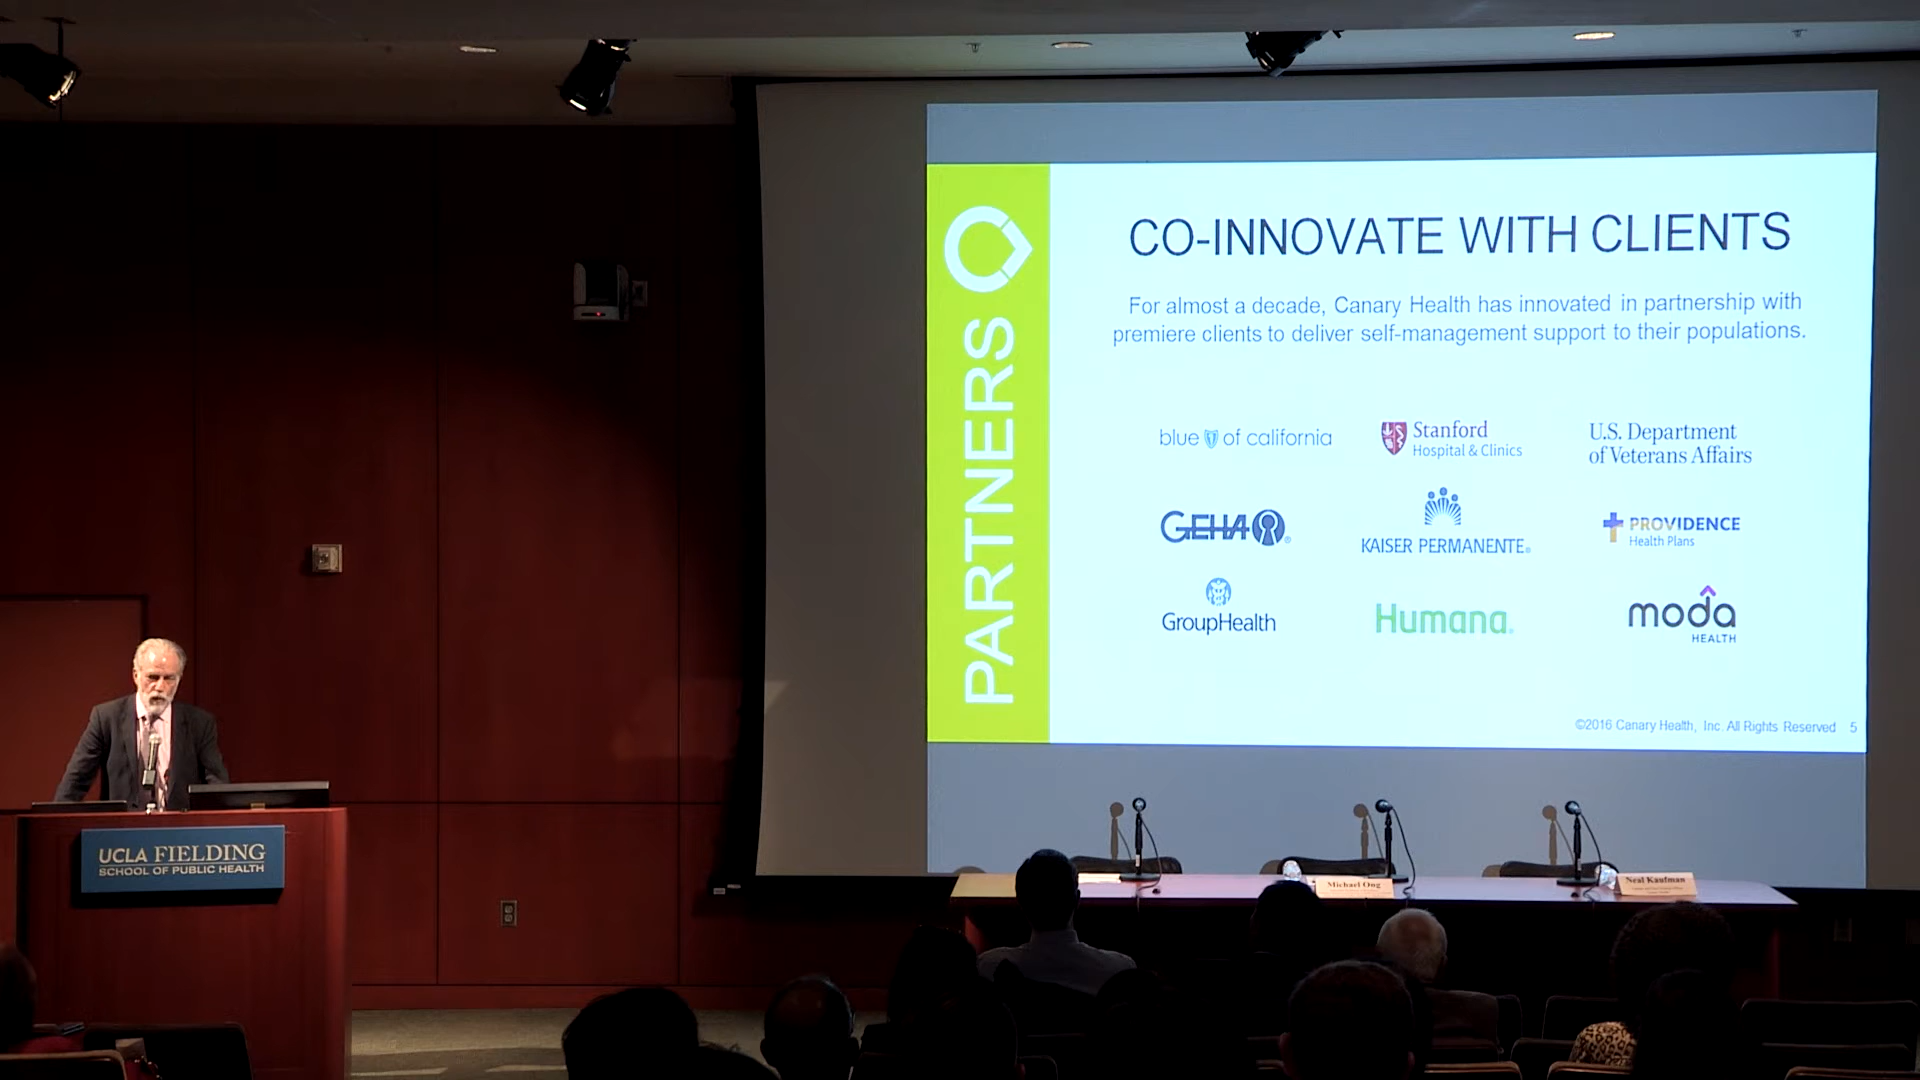 CO-INNOVATE WITH CLIENTS
For almost a decade, Canary Health has innovated in partnership with
premiere clients to deliver self-management support to their populations.
PARTNERS
blue of california
Stanford
Hospital & Clinics
U.S. Department
of Veterans Affairs
GEHA
KAISER PERMANENTE®
PROVIDENCE
Health Plans
GroupHealth
Humana
moda
HEALTH
©2016 Canary Health, Inc. All Rights Reserved 5
UCLA FIELDING
SCHOOL OF PUBLIC HEALTH
Michael Ong
Neal Kaufman